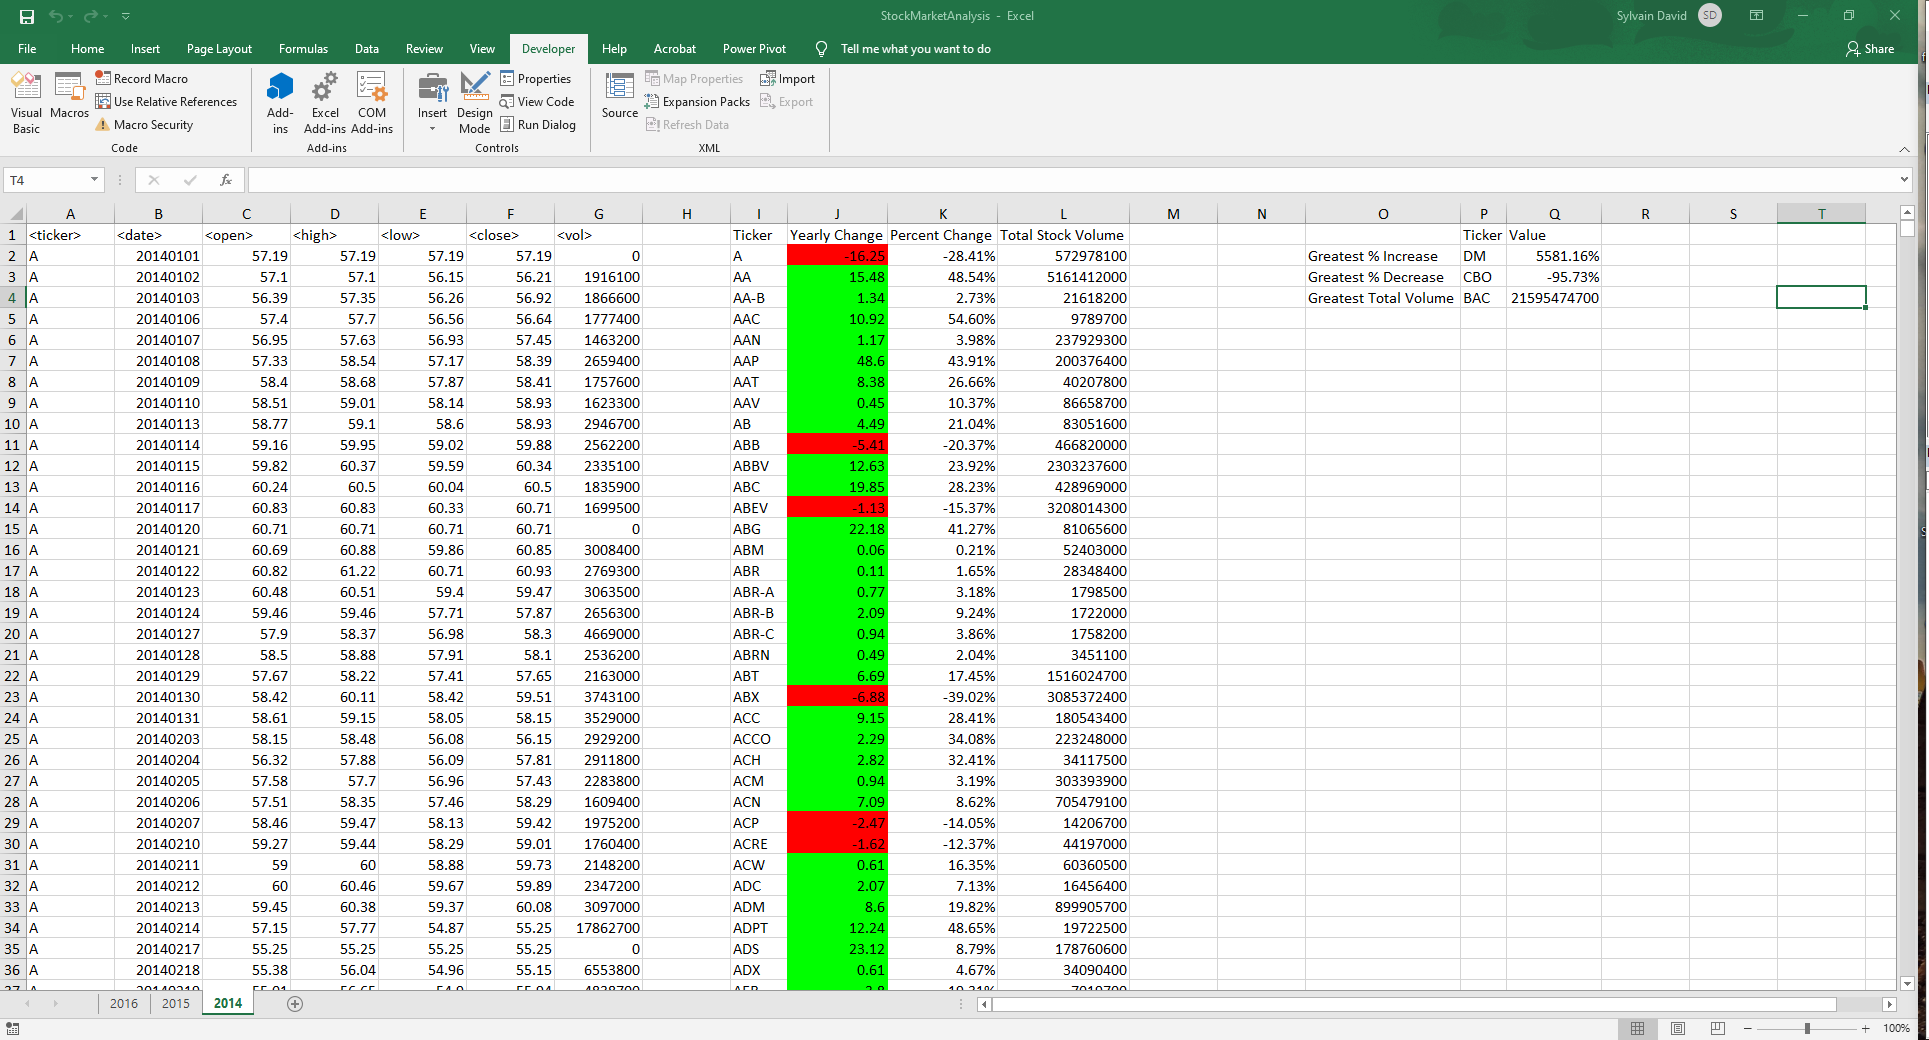 StockMarketAnalysis - Excel
Sylvain David SD
File Home Insert Page Layout Formulas Data Review View Developer Help Acrobat Power Pivot Tell me what you want to do Share
Visual Basic
Macros
Record Macro
Use Relative References
Macro Security
Code
Add-ins
Excel Add-ins
COM Add-ins
Add-ins
Insert
Design Mode
Properties
View Code
Run Dialog
Controls
Source
Map Properties
Expansion Packs
Refresh Data
Import
Export
XML
T4 fx
A B C D E F G H I J K L M N O P Q R S T
1 <ticker> <date> <open> <high> <low> <close> <vol> Ticker Yearly Change Percent Change Total Stock Volume Ticker Value
2 A 20140101 57.19 57.19 57.19 57.19 0 A -16.25 -28.41% 572978100 Greatest % Increase DM 5581.16%
3 A 20140102 57.1 57.1 56.15 56.21 1916100 AA 15.48 48.54% 5161412000 Greatest % Decrease CBO -95.73%
4 A 20140103 56.39 57.35 56.26 56.92 1866600 AA-B 1.34 2.73% 21618200 Greatest Total Volume BAC 21595474700
5 A 20140106 57.4 57.7 56.56 56.64 1777400 AAC 10.92 54.60% 9789700
6 A 20140107 56.95 57.63 56.93 57.45 1463200 AAN 1.17 3.98% 237929300
7 A 20140108 57.33 58.54 57.17 58.39 2659400 AAP 48.6 43.91% 200376400
8 A 20140109 58.4 58.68 57.87 58.41 1757600 AAT 8.38 26.66% 40207800
9 A 20140110 58.51 59.01 58.14 58.93 1623300 AAV 0.45 10.37% 86658700
10 A 20140113 58.77 59.1 58.6 58.93 2946700 AB 4.49 21.04% 83051600
11 A 20140114 59.16 59.95 59.02 59.88 2562200 ABB -5.41 -20.37% 466820000
12 A 20140115 59.82 60.37 59.59 60.34 2335100 ABBV 12.63 23.92% 2303237600
13 A 20140116 60.24 60.5 60.04 60.5 1835900 ABC 19.85 28.23% 428969000
14 A 20140117 60.83 60.83 60.33 60.71 1699500 ABEV -1.13 -15.37% 3208014300
15 A 20140120 60.71 60.71 60.71 60.71 0 ABG 22.18 41.27% 81065600
16 A 20140121 60.69 60.88 59.86 60.85 3008400 ABM 0.06 0.21% 52403000
17 A 20140122 60.82 61.22 60.71 60.93 2769300 ABR 0.11 1.65% 28348400
18 A 20140123 60.48 60.51 59.4 59.47 3063500 ABR-A 0.77 3.18% 1798500
19 A 20140124 59.46 59.46 57.71 57.87 2656300 ABR-B 2.09 9.24% 1722000
20 A 20140127 57.9 58.37 56.98 58.3 4669000 ABR-C 0.94 3.86% 1758200
21 A 20140128 58.5 58.88 57.91 58.1 2536200 ABRN 0.49 2.04% 3451100
22 A 20140129 57.67 58.22 57.41 57.65 2163000 ABT 6.69 17.45% 1516024700
23 A 20140130 58.42 60.11 58.42 59.51 3743100 ABX -6.88 -39.02% 3085372400
24 A 20140131 58.61 59.15 58.05 58.15 3529000 ACC 9.15 28.41% 180543400
25 A 20140203 58.15 58.48 56.08 56.15 2929200 ACCO 2.29 34.08% 223248000
26 A 20140204 56.32 57.88 56.09 57.81 2911800 ACH 2.82 32.41% 34117500
27 A 20140205 57.58 57.7 56.96 57.43 2283800 ACM 0.94 3.19% 303393900
28 A 20140206 57.51 58.35 57.46 58.29 1609400 ACN 7.09 8.62% 705479100
29 A 20140207 58.46 59.47 58.13 59.42 1975200 ACP -2.47 -14.05% 14206700
30 A 20140210 59.27 59.44 58.29 59.01 1760400 ACRE -1.62 -12.37% 44197000
31 A 20140211 59 60 58.88 59.73 2148200 ACW 0.61 16.35% 60360500
32 A 20140212 60 60.46 59.67 59.89 2347200 ADC 2.07 7.13% 16456400
33 A 20140213 59.45 60.38 59.37 60.08 3097000 ADM 8.6 19.82% 899905700
34 A 20140214 57.15 57.77 54.87 55.25 17862700 ADPT 12.24 48.65% 19722500
35 A 20140217 55.25 55.25 55.25 55.25 0 ADS 23.12 8.79% 178760600
36 A 20140218 55.38 56.04 54.96 55.15 6553800 ADX 0.61 4.67% 34090400
2016 2015 2014
100%